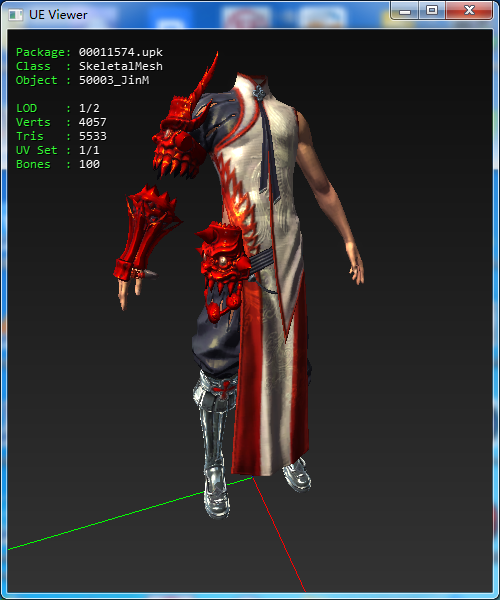 UE Viewer
Package: 00011574.upk
Class : SkeletalMesh
Object : 50003_JinM
LOD : 1/2
Verts : 4057
Tris : 5533
UV Set : 1/1
Bones : 100